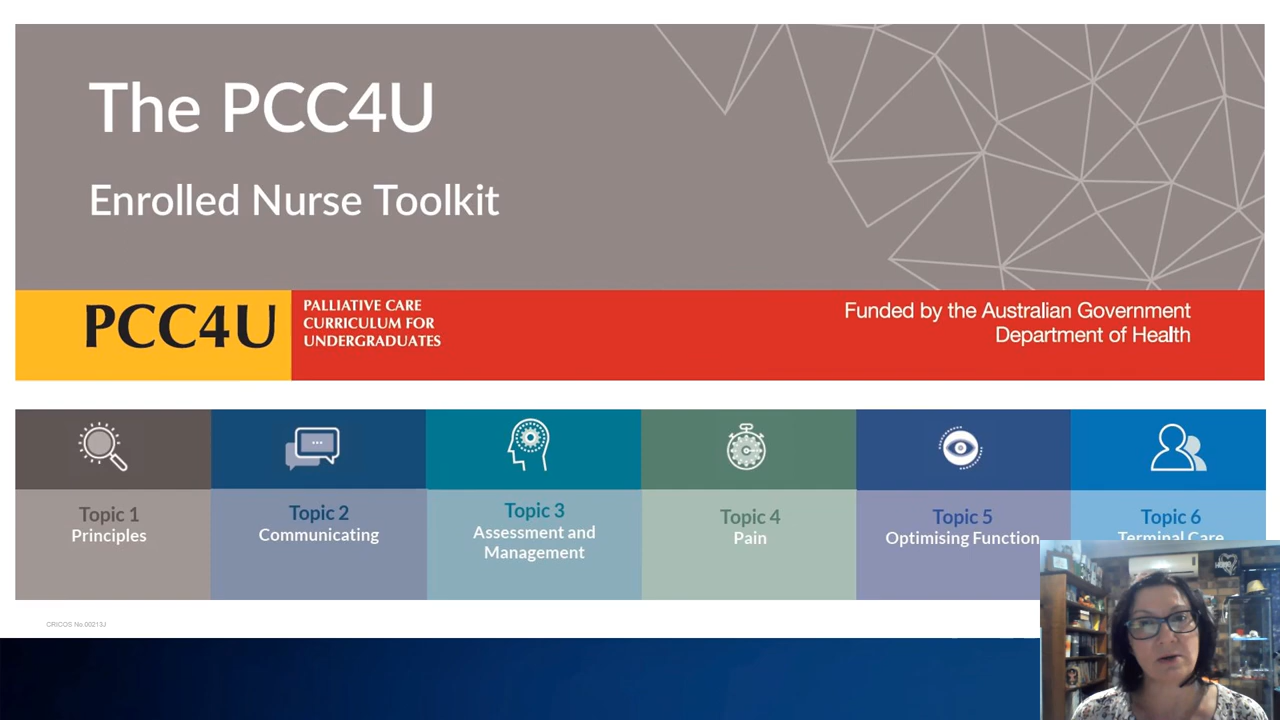 The PCC4U
Enrolled Nurse Toolkit
PCC4U
PALLIATIVE CARE
CURRICULUM FOR
UNDERGRADUATES
Funded by the Australian Government
Department of Health
Topic 1
Principles
Topic 2
Communicating
Topic 3
Assessment and
Management
Topic 4
Pain
Topic 5
Optimising Function
Topic 6
Terminal Care
CRICOS No.00213J